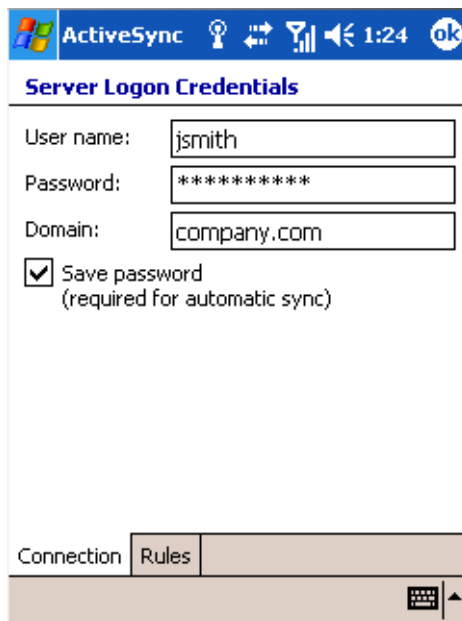 ActiveSync 1:24 ok
Server Logon Credentials
User name: jsmith
Password: **********
Domain: company.com
Save password
(required for automatic sync)
Connection Rules